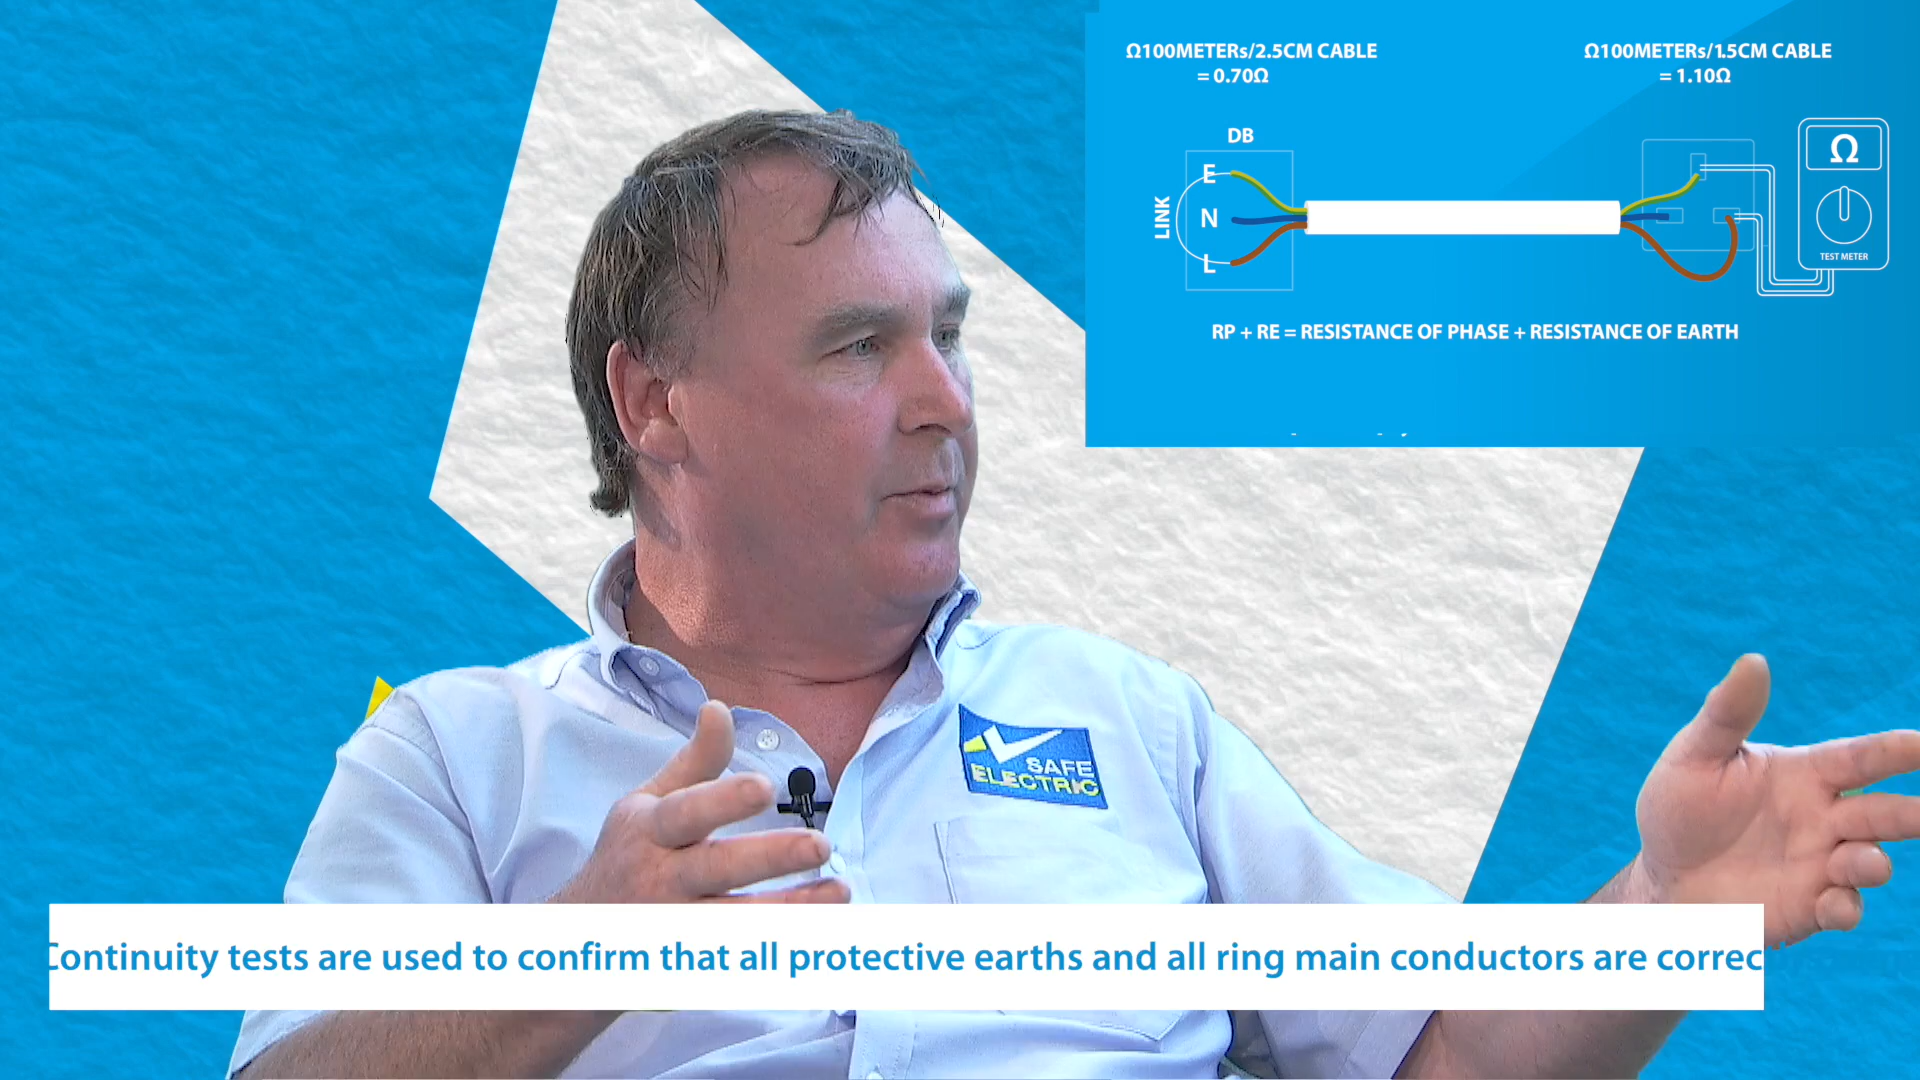 Ω100METERs/2.5CM CABLE
= 0.70Ω
Ω100METERs/1.5CM CABLE
= 1.10Ω
DB
E
N
L
LINK
Ω
TEST METER
RP + RE = RESISTANCE OF PHASE + RESISTANCE OF EARTH
SAFE
ELECTRIC
Continuity tests are used to confirm that all protective earths and all ring main conductors are correc